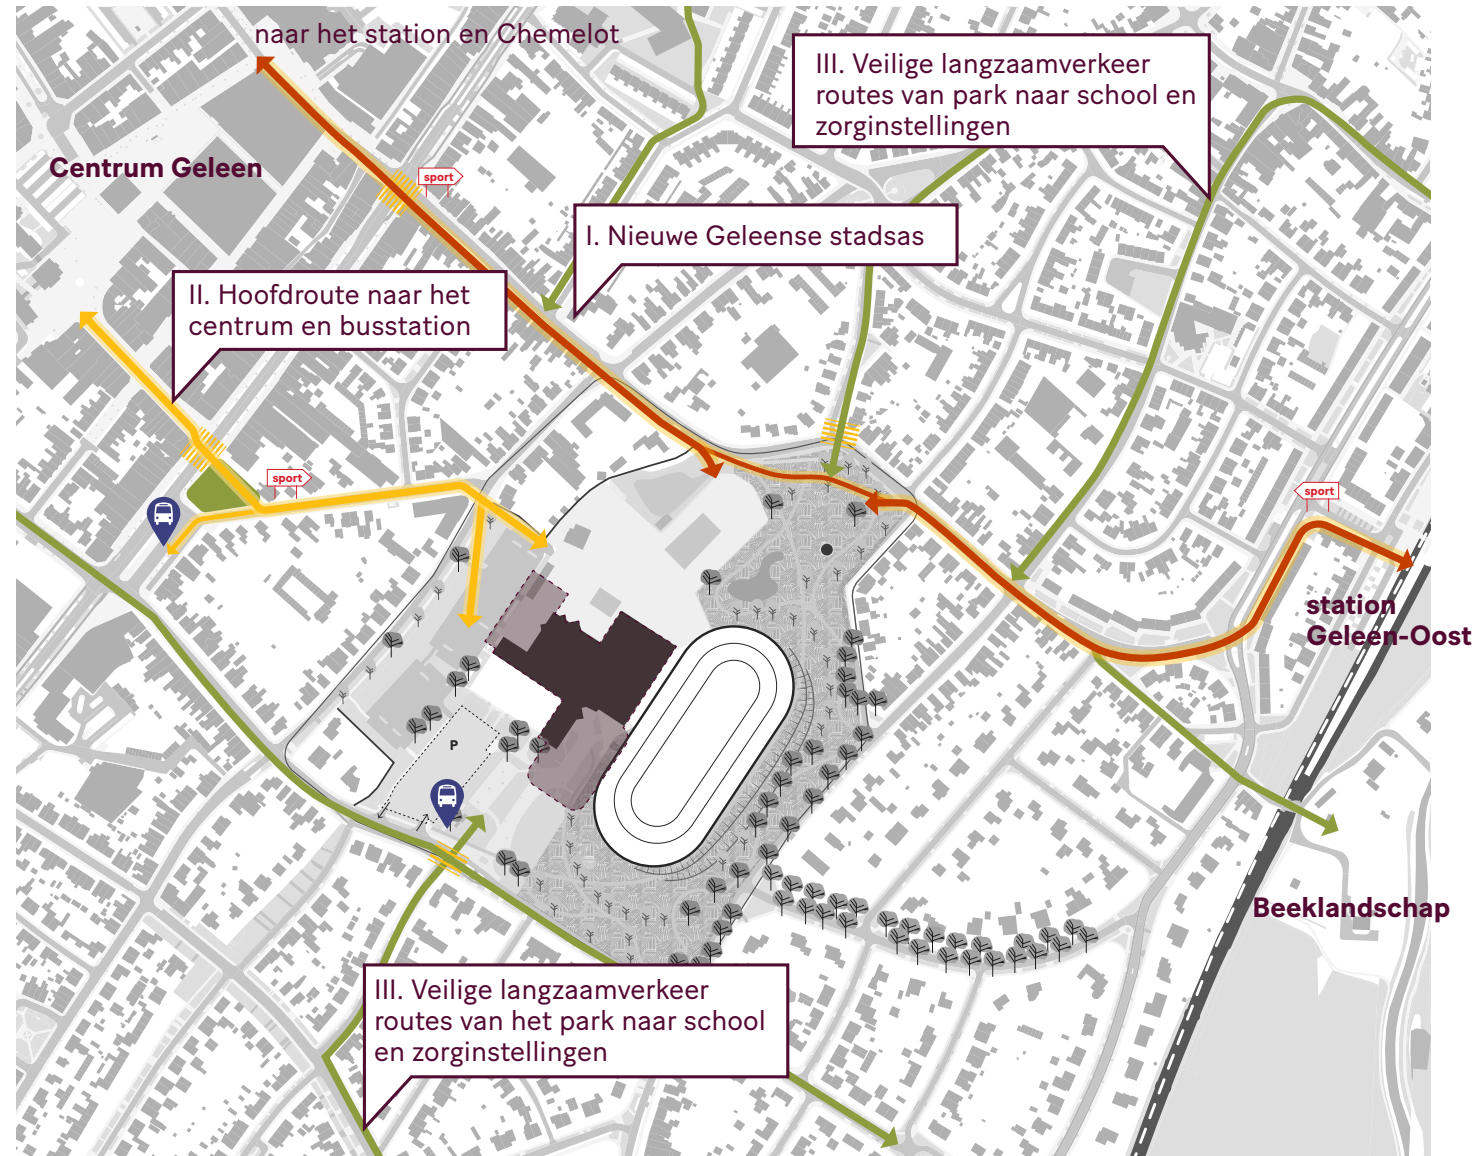 naar het station en Chemelot
III. Veilige langzaamverkeer
routes van park naar school en
zorginstellingen
Centrum Geleen
sport
I. Nieuwe Geleense stadsas
II. Hoofdroute naar het
centrum en busstation
sport
sport
station
Geleen-Oost
P
Beeklandschap
III. Veilige langzaamverkeer
routes van het park naar school
en zorginstellingen